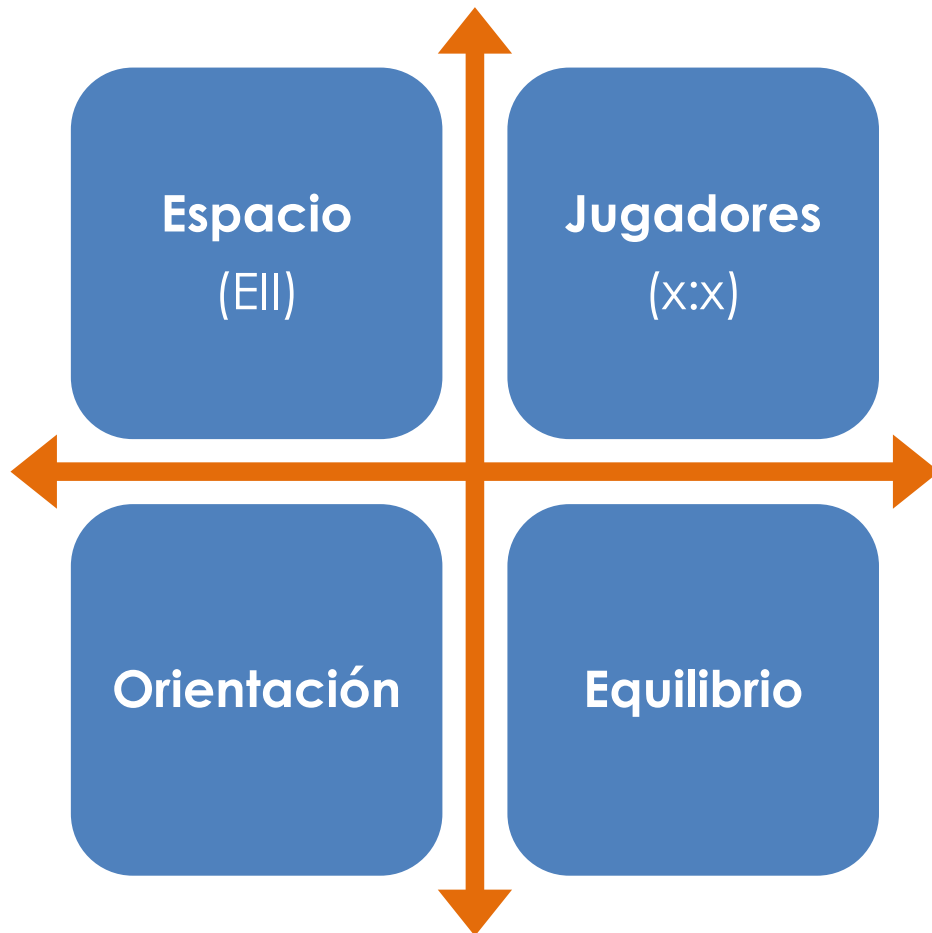 Espacio
(EII)
Jugadores
(x:x)
Orientación
Equilibrio